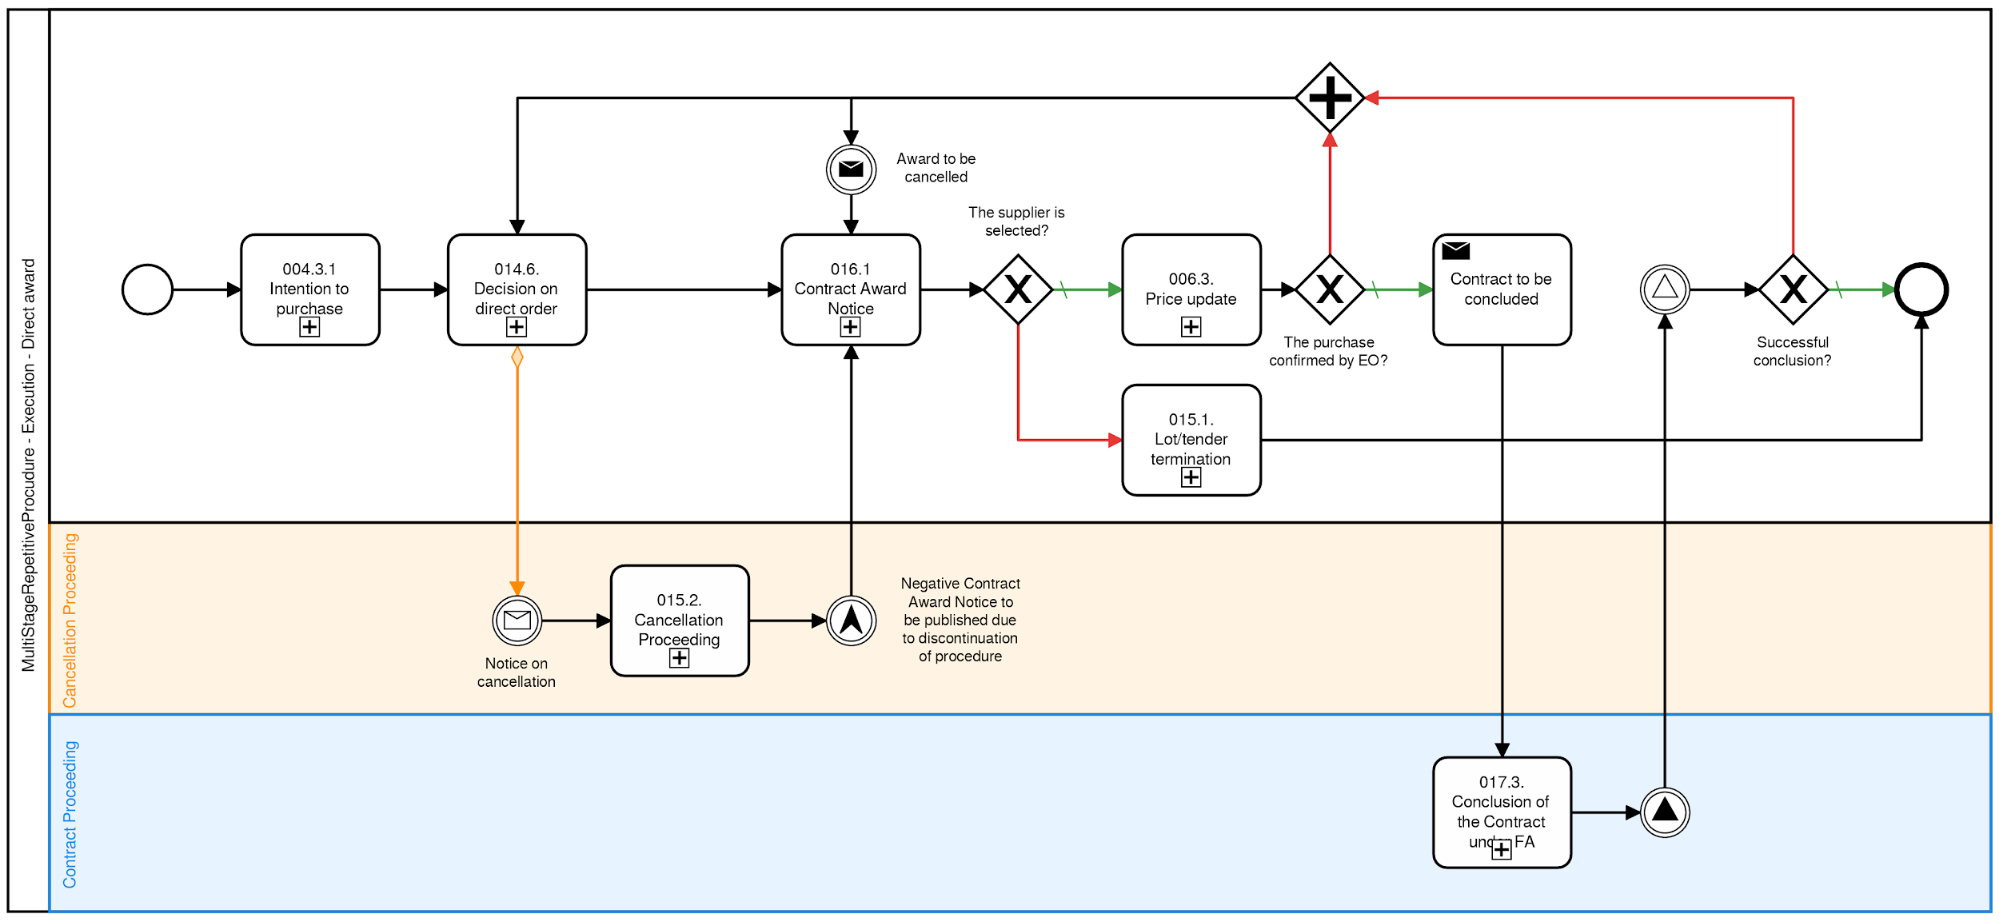 MultiStageRepetitiveProcudure - Execution - Direct award
Award to be
cancelled
The supplier is
selected?
004.3.1
Intention to
purchase
014.6.
Decision on
direct order
016.1
Contract Award
Notice
006.3.
Price update
Contract to be
concluded
The purchase
confirmed by EO?
Successful
conclusion?
015.1.
Lot/tender
termination
Cancellation Proceeding
Notice on
cancellation
015.2.
Cancellation
Proceeding
Negative Contract
Award Notice to
be published due
to discontinuation
of procedure
Contract Proceeding
017.3.
Conclusion of
the Contract
under FA